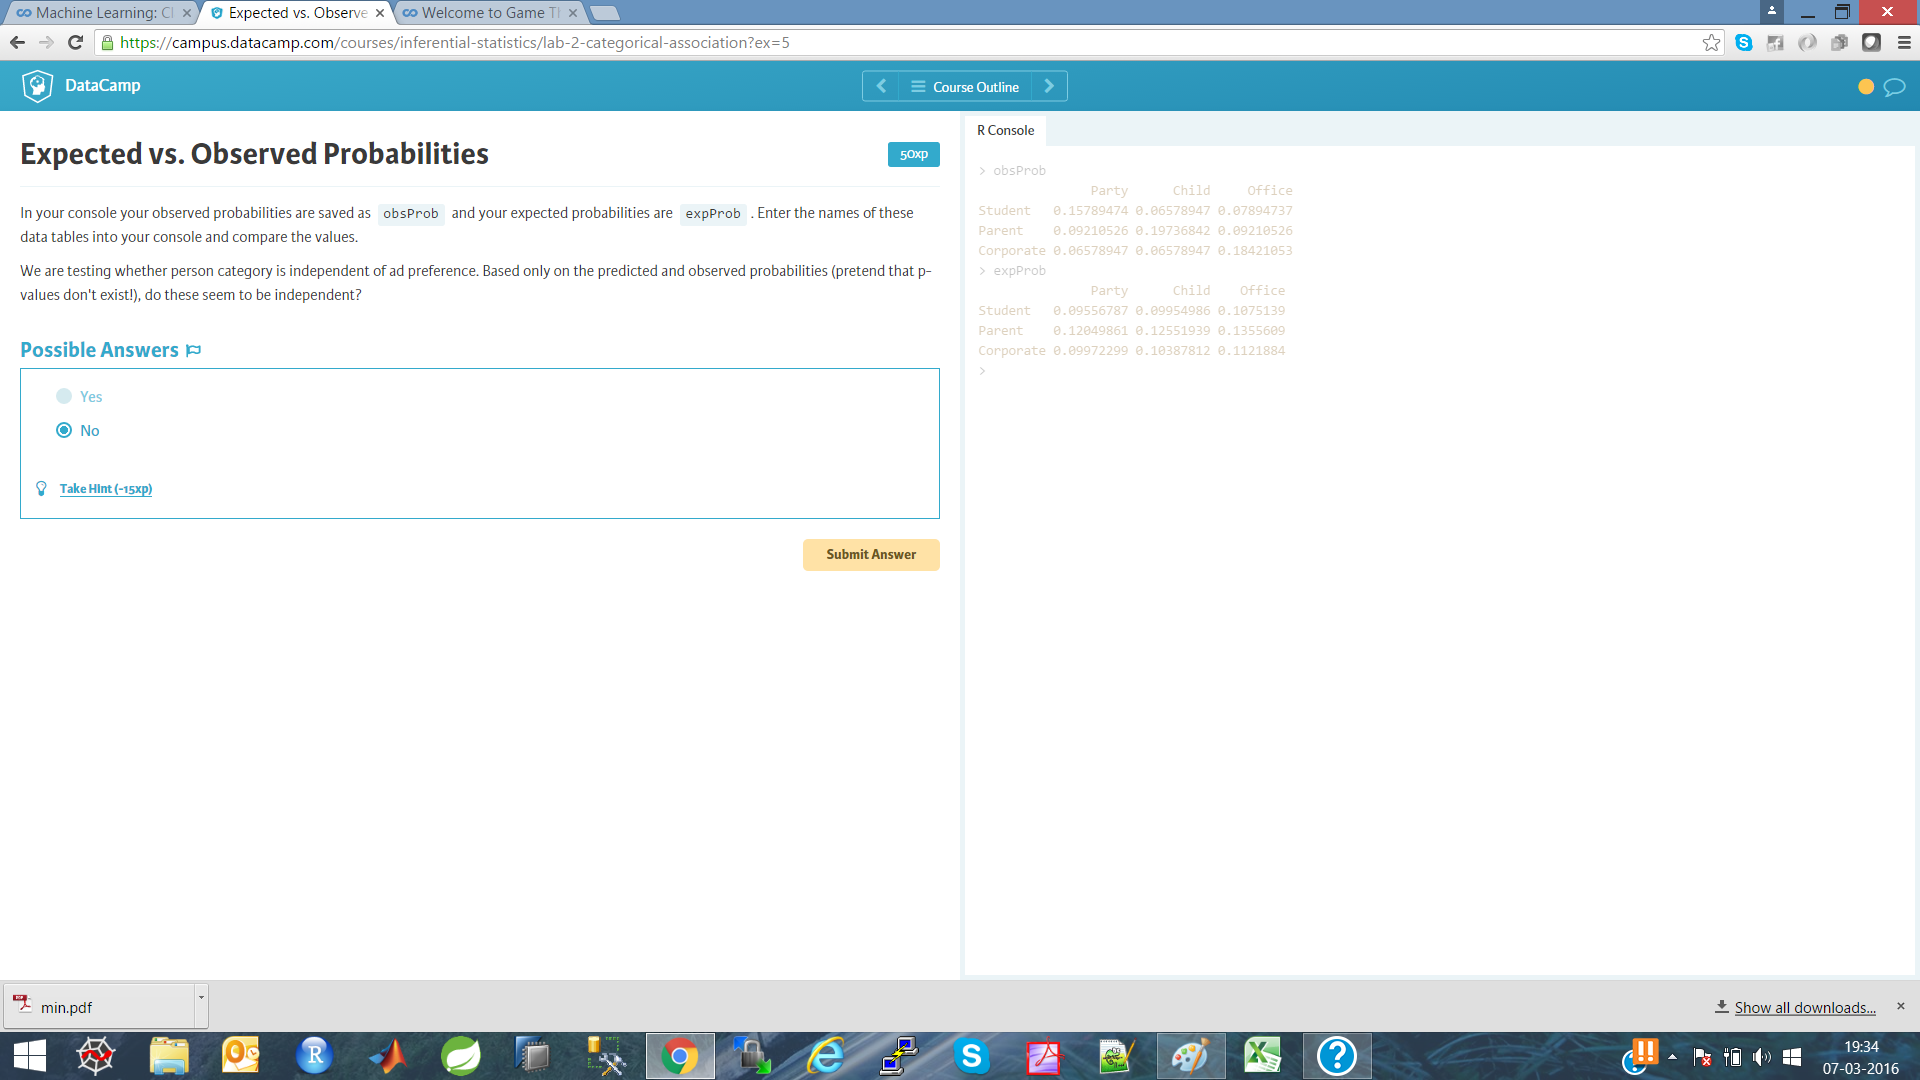 Machine Learning: Cl
Expected vs. Observe
Welcome to Game Tl
https://campus.datacamp.com/courses/inferential-statistics/lab-2-categorical-association?ex=5
DataCamp
Course Outline
Expected vs. Observed Probabilities
50xp
In your console your observed probabilities are saved as obsProb and your expected probabilities are expProb . Enter the names of these
data tables into your console and compare the values.
We are testing whether person category is independent of ad preference. Based only on the predicted and observed probabilities (pretend that p-
values don't exist!), do these seem to be independent?
Possible Answers
Yes
No
Take Hint (-15xp)
Submit Answer
R Console
> obsProb
Party Child Office
Student 0.15789474 0.06578947 0.07894737
Parent 0.09210526 0.19736842 0.09210526
Corporate 0.06578947 0.06578947 0.18421053
> expProb
Party Child Office
Student 0.09556787 0.09954986 0.1075139
Parent 0.12049861 0.12551939 0.1355609
Corporate 0.09972299 0.10387812 0.1121884
>
min.pdf
Show all downloads...
19:34
07-03-2016